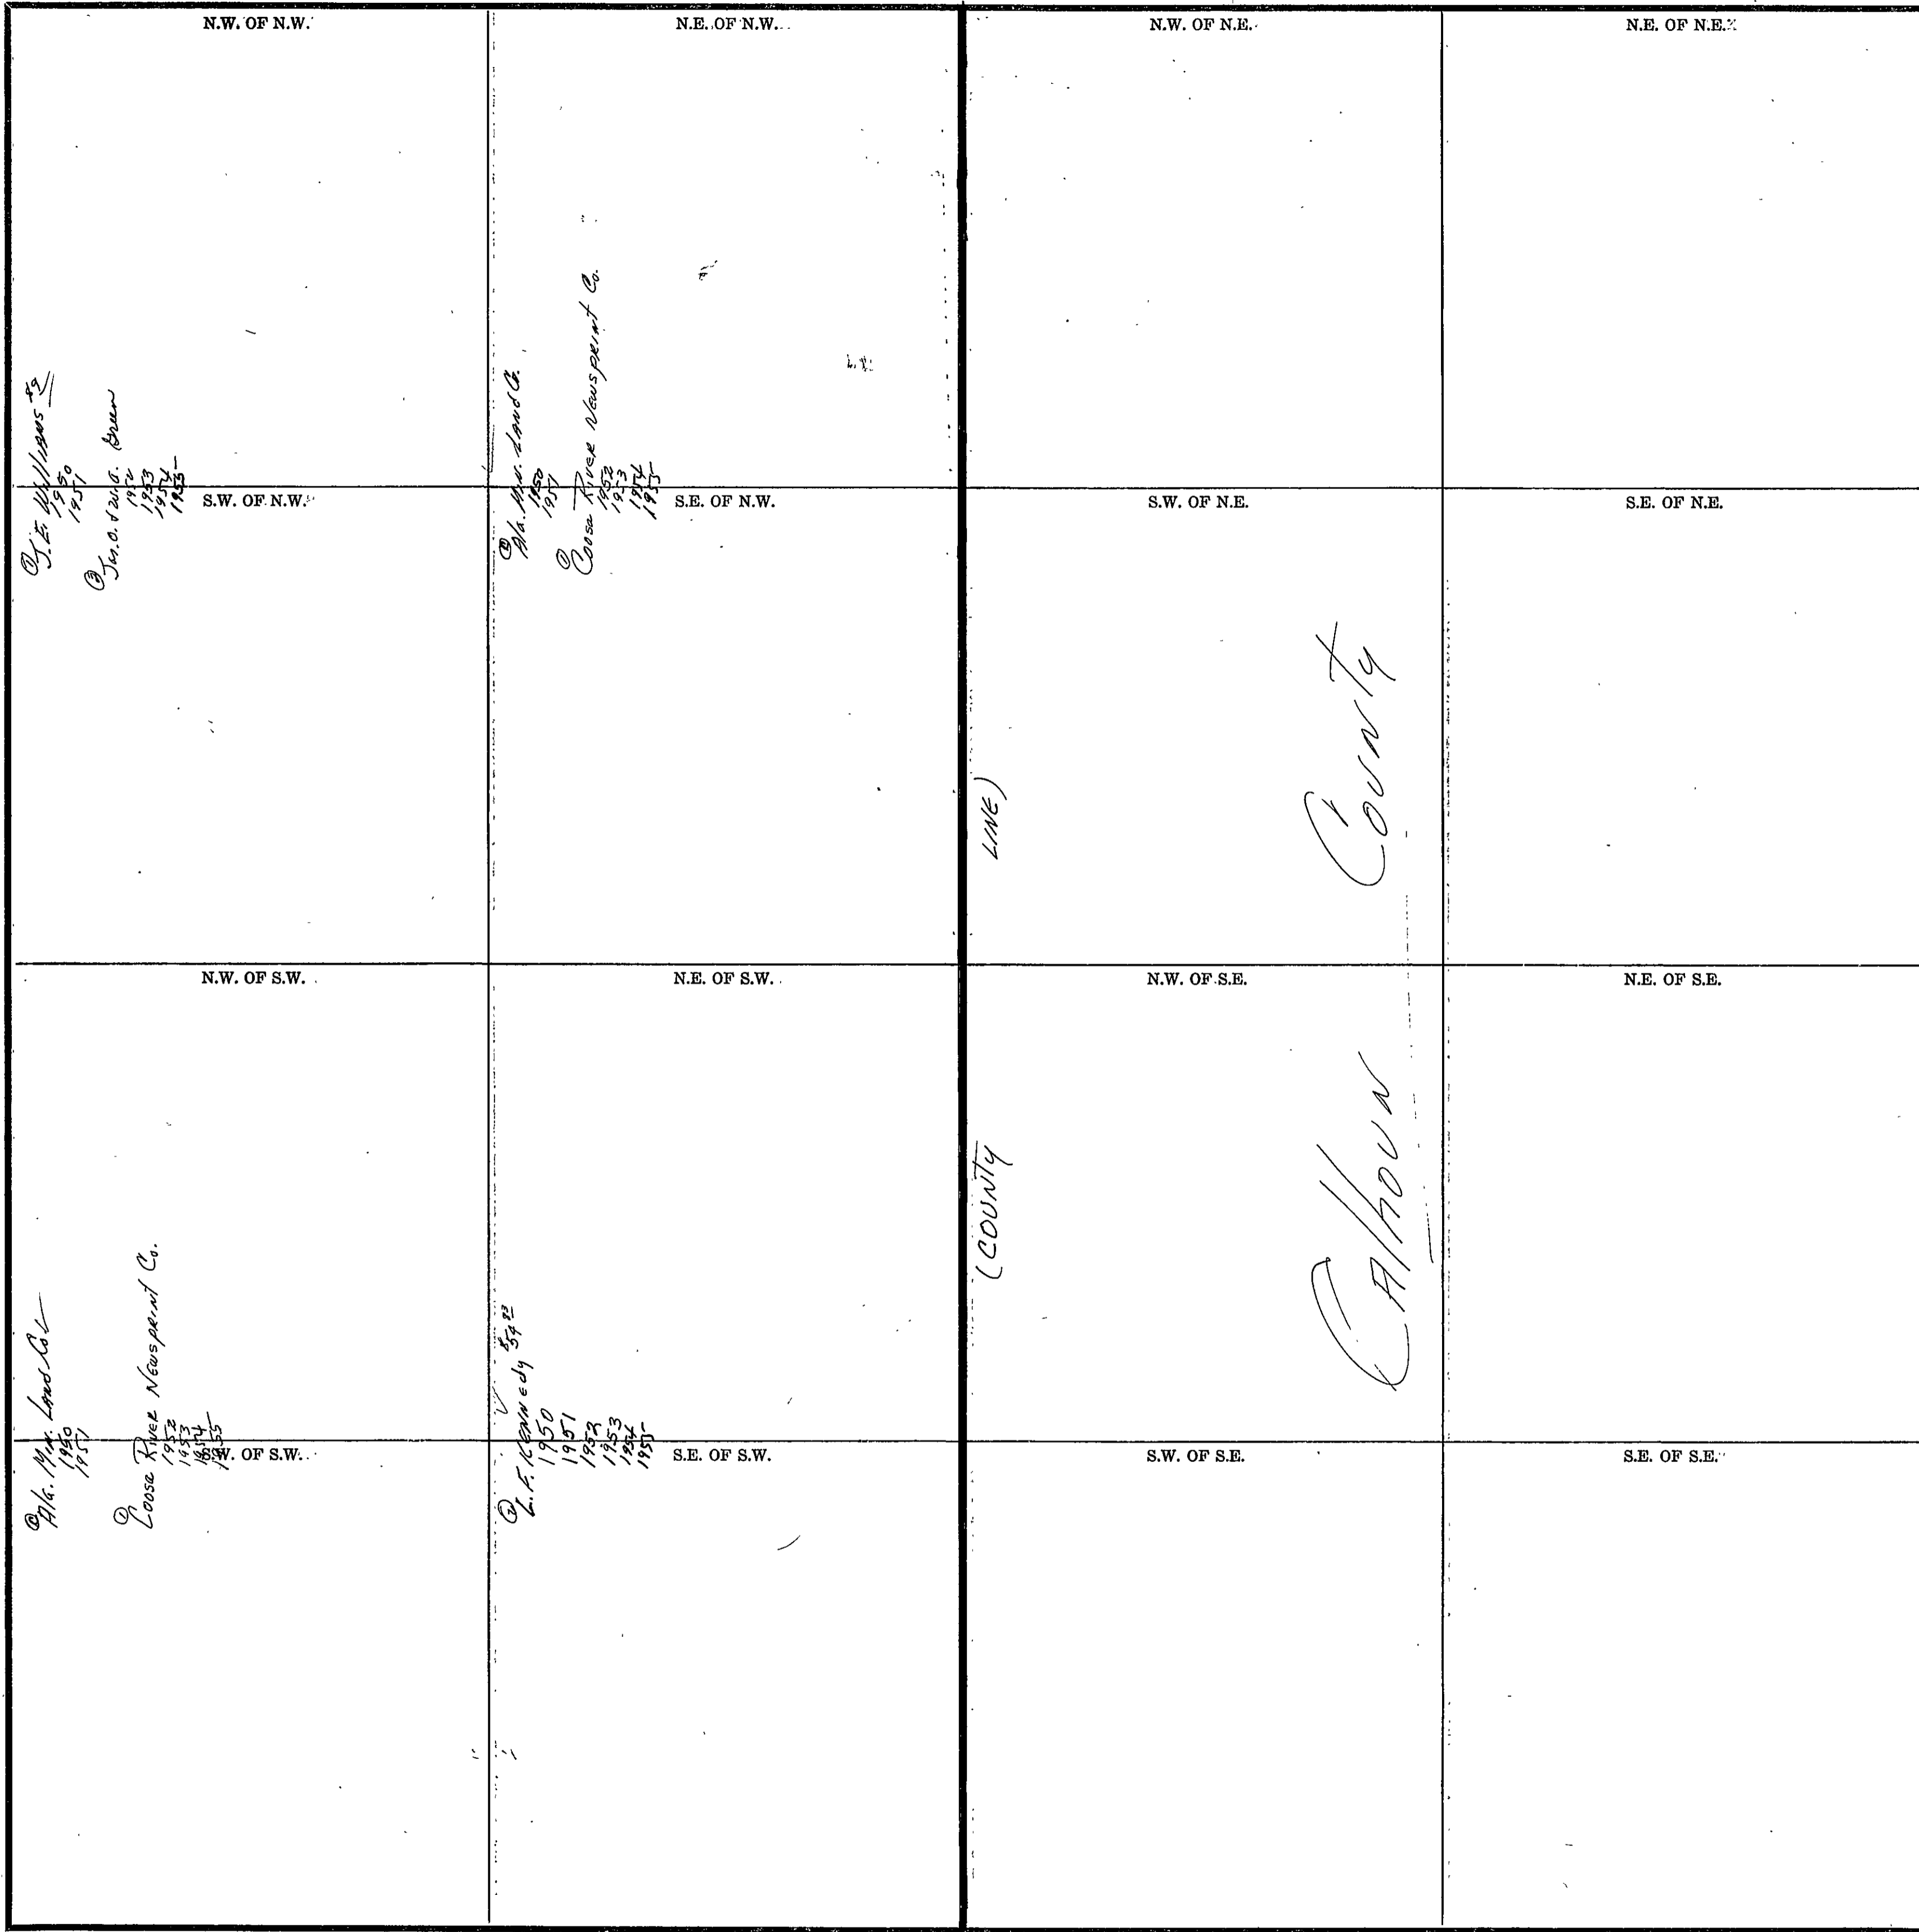 N.W. OF N.W.
N.E. OF N.W.
N.W. OF N.E.
N.E. OF N.E.
① J. E. Williams
1950
1951
③
Green
1952
1953
1954
1955
Ala. Min. Land Co.
1950
1951
① Coosa River Newsprint Co.
1952
1953
1954
1955
S.W. OF N.W.
S.E. OF N.W.
S.W. OF N.E.
S.E. OF N.E.
(COUNTY LINE)
Calhoun County
N.W. OF S.W.
N.E. OF S.W.
N.W. OF S.E.
N.E. OF S.E.
Ala. Min. Land Co.
1950
1951
① Coosa River Newsprint Co.
1952
1953
1954
1955
② L. F. Kennedy
1950
1951
1952
1953
1954
1955
S.W. OF S.W.
S.E. OF S.W.
S.W. OF S.E.
S.E. OF S.E.